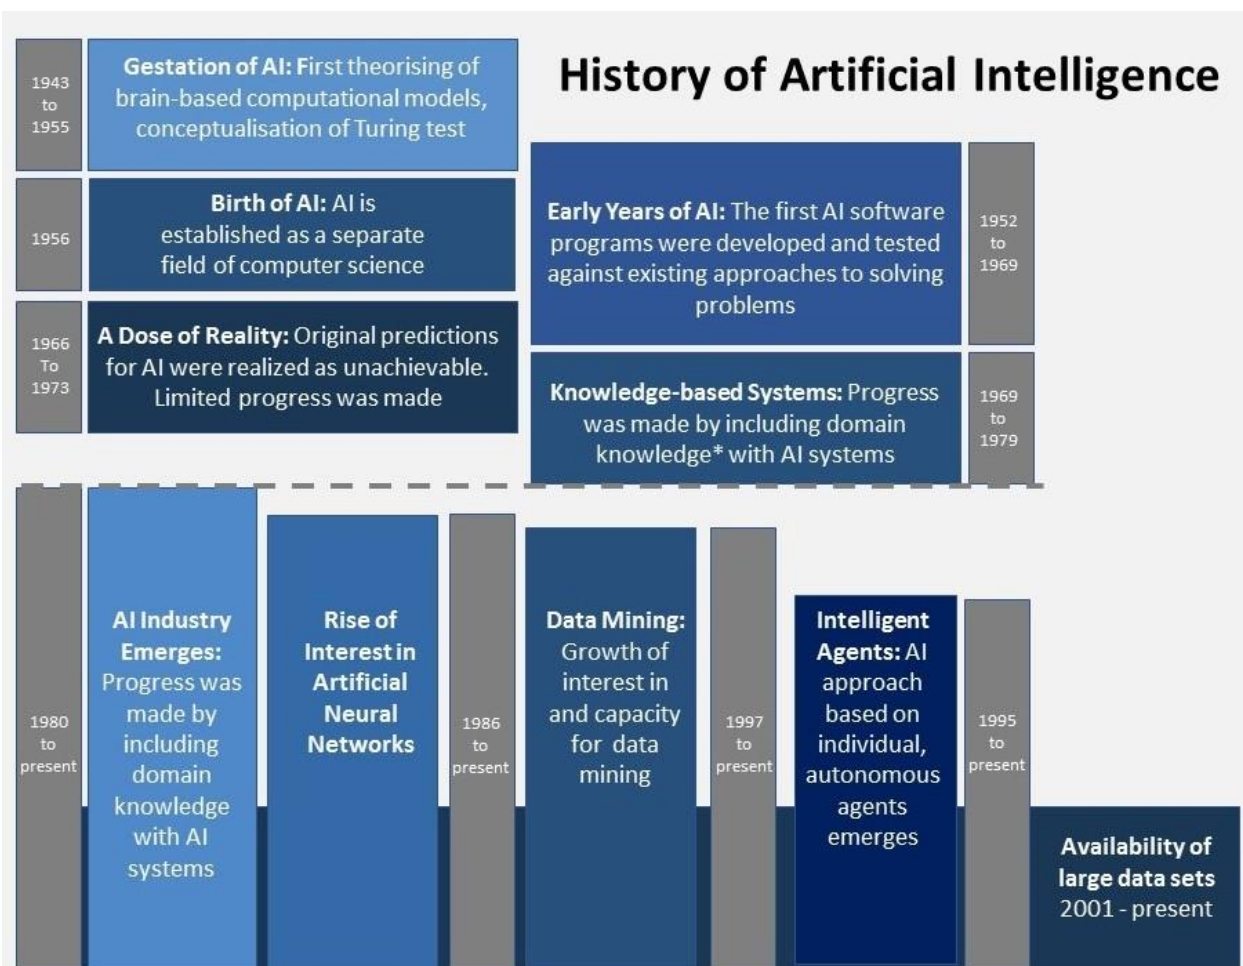 History of Artificial Intelligence
1943
to
1955
Gestation of AI: First theorising of
brain-based computational models,
conceptualisation of Turing test
1956
Birth of AI: AI is
established as a separate
field of computer science
Early Years of AI: The first AI software
programs were developed and tested
against existing approaches to solving
problems
1952
to
1969
1966
To
1973
A Dose of Reality: Original predictions
for AI were realized as unachievable.
Limited progress was made
Knowledge-based Systems: Progress
was made by including domain
knowledge* with AI systems
1969
to
1979
1980
to
present
AI Industry
Emerges:
Progress was
made by
including
domain
knowledge
with AI
systems
Rise of
Interest in
Artificial
Neural
Networks
1986
to
present
Data Mining:
Growth of
interest in
and capacity
for data
mining
1997
to
present
Intelligent
Agents: AI
approach
based on
individual,
autonomous
agents
emerges
1995
to
present
Availability of
large data sets
2001 - present